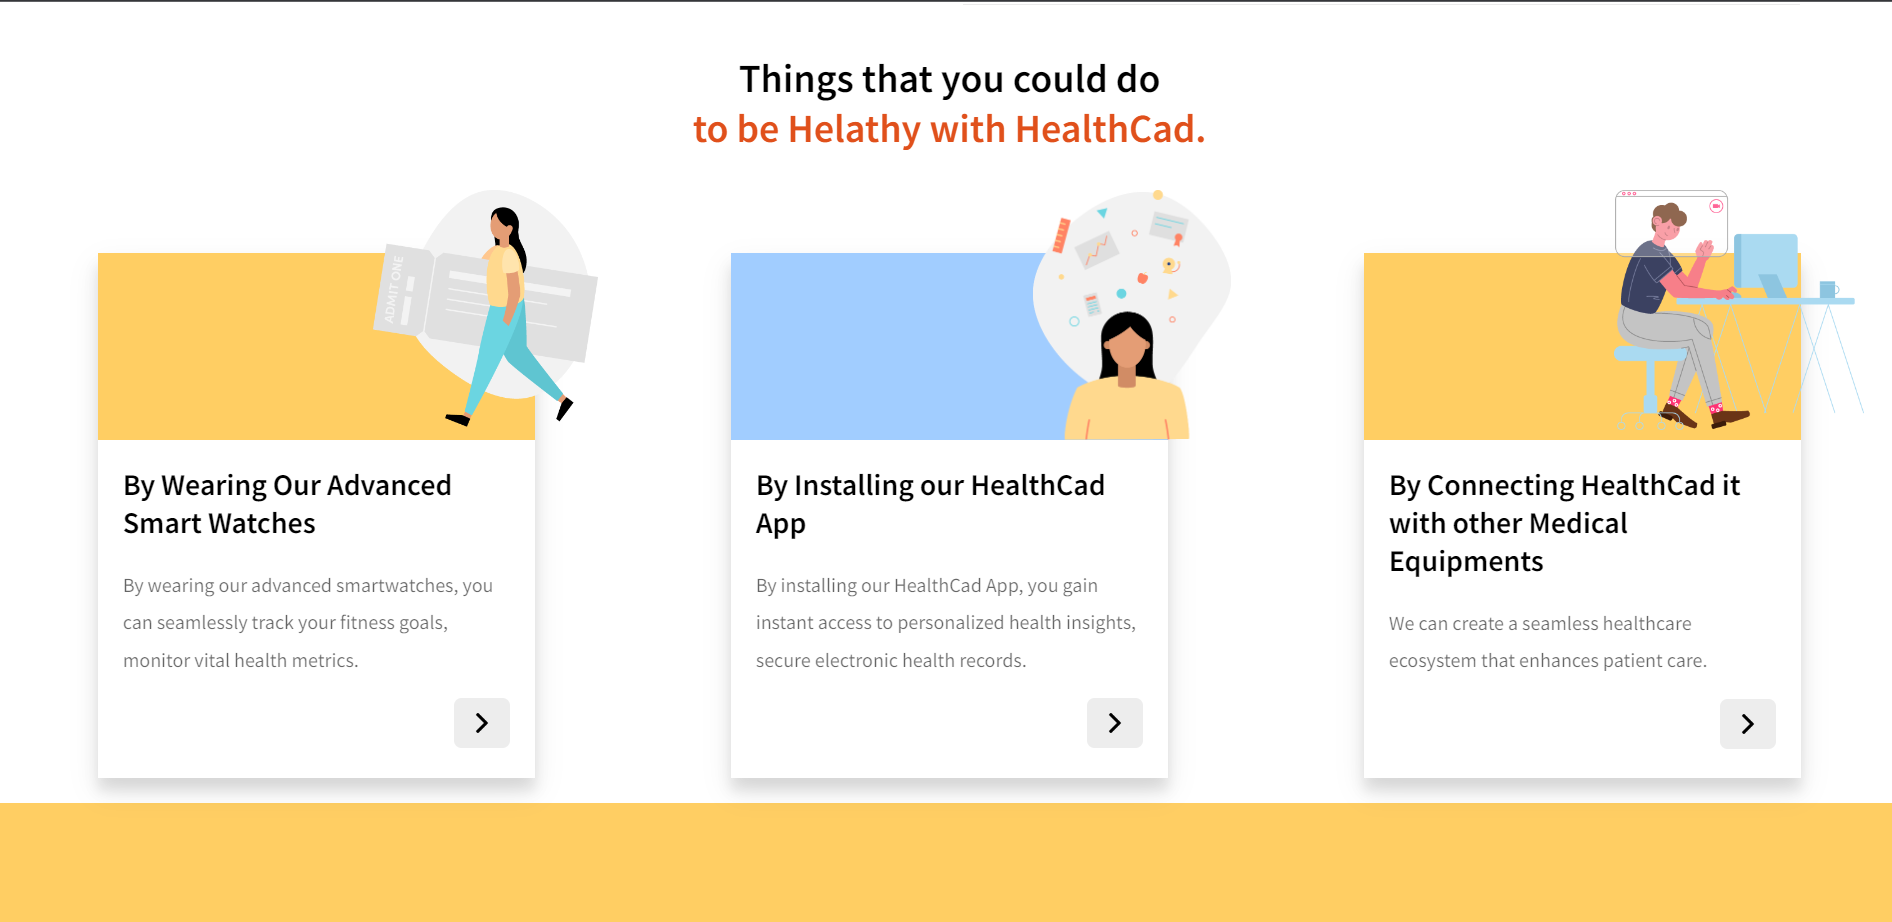 Things that you could do
to be Helathy with HealthCad.
ADMIT ONE
By Wearing Our Advanced
Smart Watches
By wearing our advanced smartwatches, you
can seamlessly track your fitness goals,
monitor vital health metrics.
By Installing our HealthCad
App
By installing our HealthCad App, you gain
instant access to personalized health insights,
secure electronic health records.
By Connecting HealthCad it
with other Medical
Equipments
We can create a seamless healthcare
ecosystem that enhances patient care.